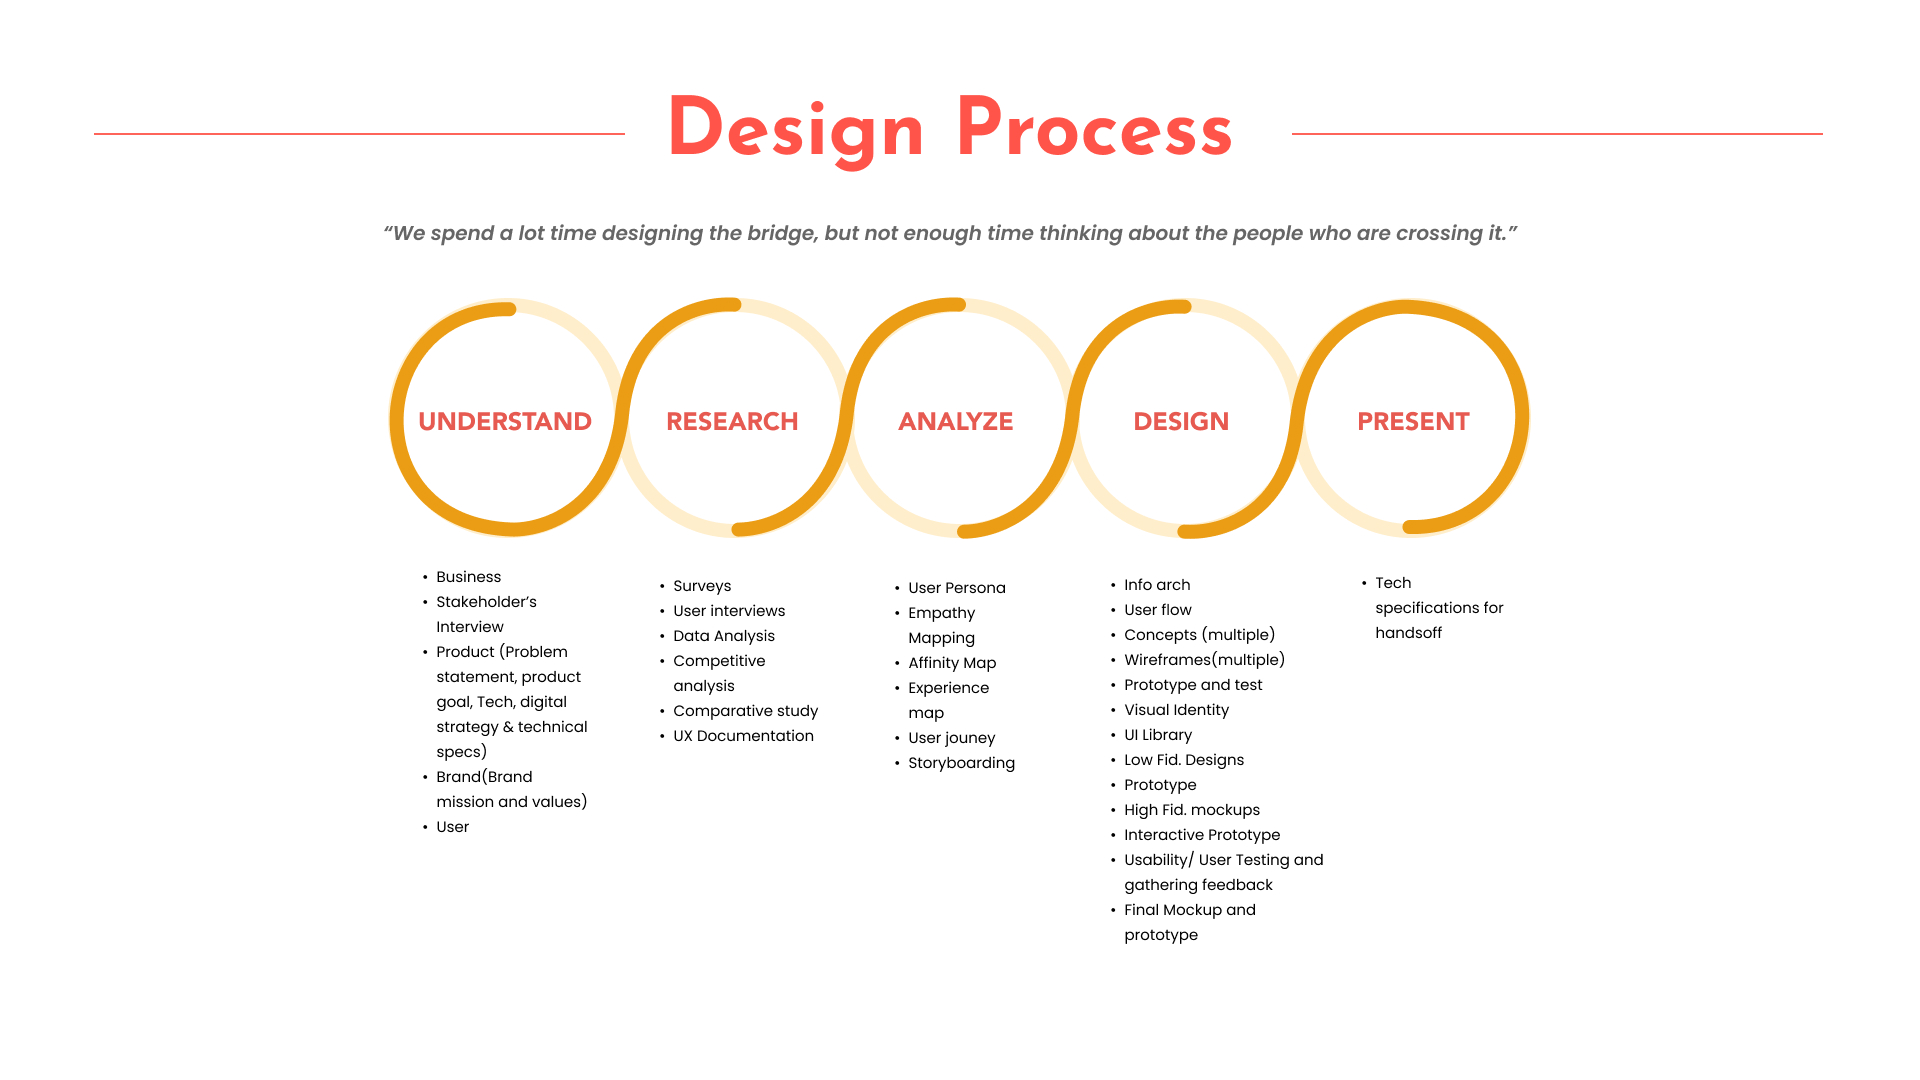 Design Process
“We spend a lot time designing the bridge, but not enough time thinking about the people who are crossing it.”
UNDERSTAND
RESEARCH
ANALYZE
DESIGN
PRESENT
• Business
• Stakeholder’s
Interview
• Product (Problem
statement, product
goal, Tech, digital
strategy & technical
specs)
• Brand(Brand
mission and values)
• User
• Surveys
• User interviews
• Data Analysis
• Competitive
analysis
• Comparative study
• UX Documentation
• User Persona
• Empathy
Mapping
• Affinity Map
• Experience
map
• User jouney
• Storyboarding
• Info arch
• User flow
• Concepts (multiple)
• Wireframes(multiple)
• Prototype and test
• Visual Identity
• UI Library
• Low Fid. Designs
• Prototype
• High Fid. mockups
• Interactive Prototype
• Usability/ User Testing and
gathering feedback
• Final Mockup and
prototype
• Tech
specifications for
handsoff